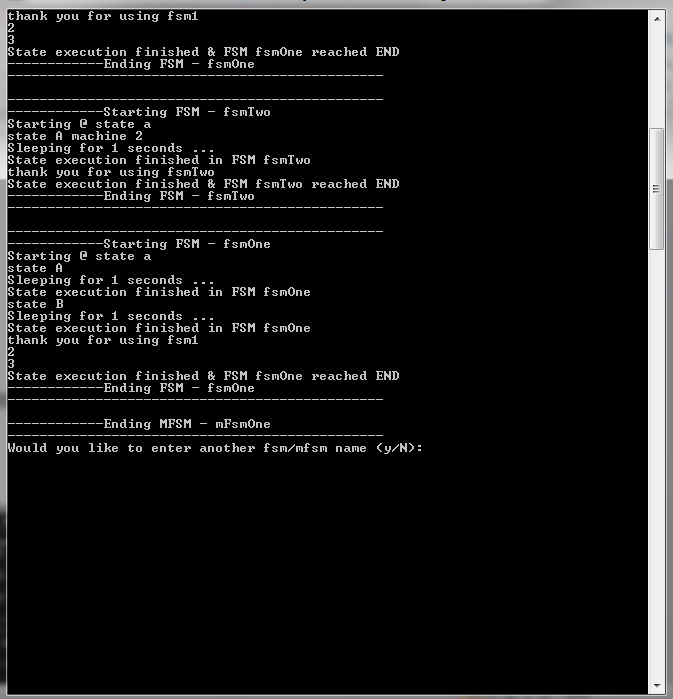 thank you for using fsm1
2
3
State execution finished & FSM fsmOne reached END
------------Ending FSM - fsmOne
-----------------------------------------------
-----------------------------------------------
------------Starting FSM - fsmTwo
Starting @ state a
state A machine 2
Sleeping for 1 seconds ...
State execution finished in FSM fsmTwo
thank you for using fsmTwo
State execution finished & FSM fsmTwo reached END
------------Ending FSM - fsmTwo
-----------------------------------------------
-----------------------------------------------
------------Starting FSM - fsmOne
Starting @ state a
state A
Sleeping for 1 seconds ...
State execution finished in FSM fsmOne
state B
Sleeping for 1 seconds ...
State execution finished in FSM fsmOne
thank you for using fsm1
2
3
State execution finished & FSM fsmOne reached END
------------Ending FSM - fsmOne
-----------------------------------------------
------------Ending MFSM - mFsmOne
-----------------------------------------------
Would you like to enter another fsm/mfsm name (y/N):